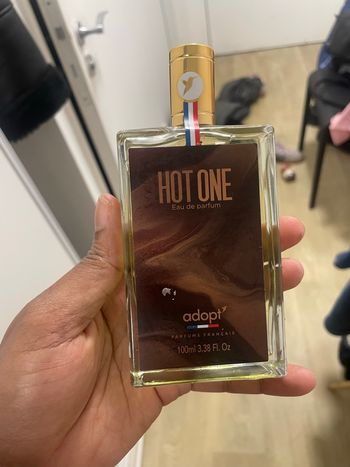 HOT ONE
Eau de parfum
adopt'
PARFUMS FRANÇAIS
100ml 3.38 Fl. Oz